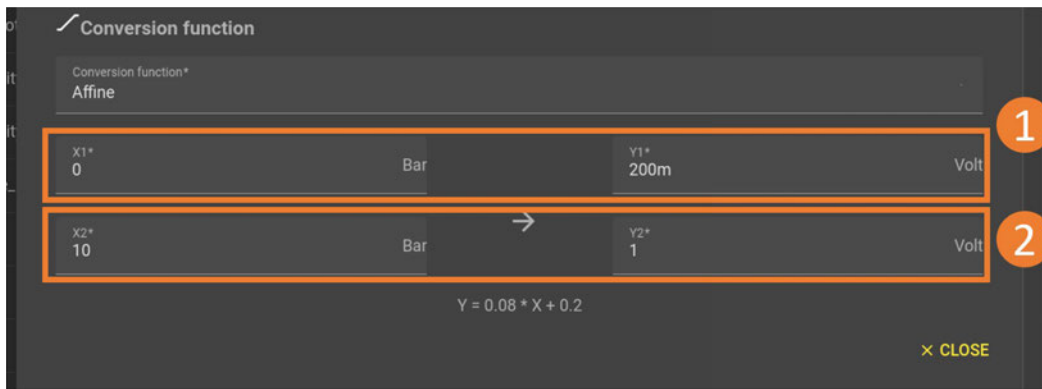 Conversion function
Conversion function*
Affine
1
X1*
0
Bar
Y1*
200m
Volt
2
X2*
10
Bar
→
Y2*
1
Volt
Y = 0.08 * X + 0.2
× CLOSE